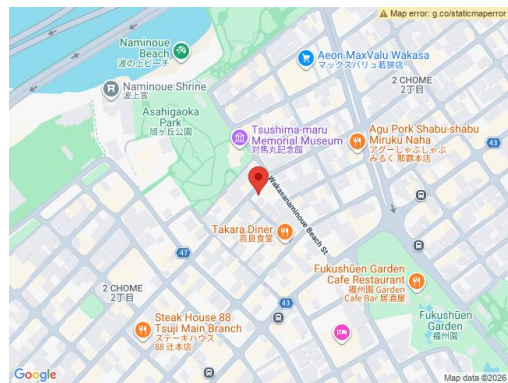 Map error: g.co/staticmaperror
Naminoue
Beach
波の上ビーチ
Aeon MaxValu Wakasa
マックスバリュ若狭店
Naminoue Shrine
波上宮
2 CHOME
2丁目
Asahigaoka
Park
旭ヶ丘公園
Tsushima-maru
Memorial Museum
対馬丸記念館
Agu Pork Shabu-shabu
Miruku Naha
アグーしゃぶしゃぶ
みるく 那覇本店
43
Wakasanaminoue Beach St
Takara Diner
高良食堂
47
Fukushūen Garden
Cafe Restaurant
福州園 Garden
Cafe Bar 居酒屋
2 CHOME
2丁目
43
Steak House 88
Tsuji Main Branch
ステーキハウス
88 辻本店
Fukushūen
Garden
福州園
Google
Map data ©2026